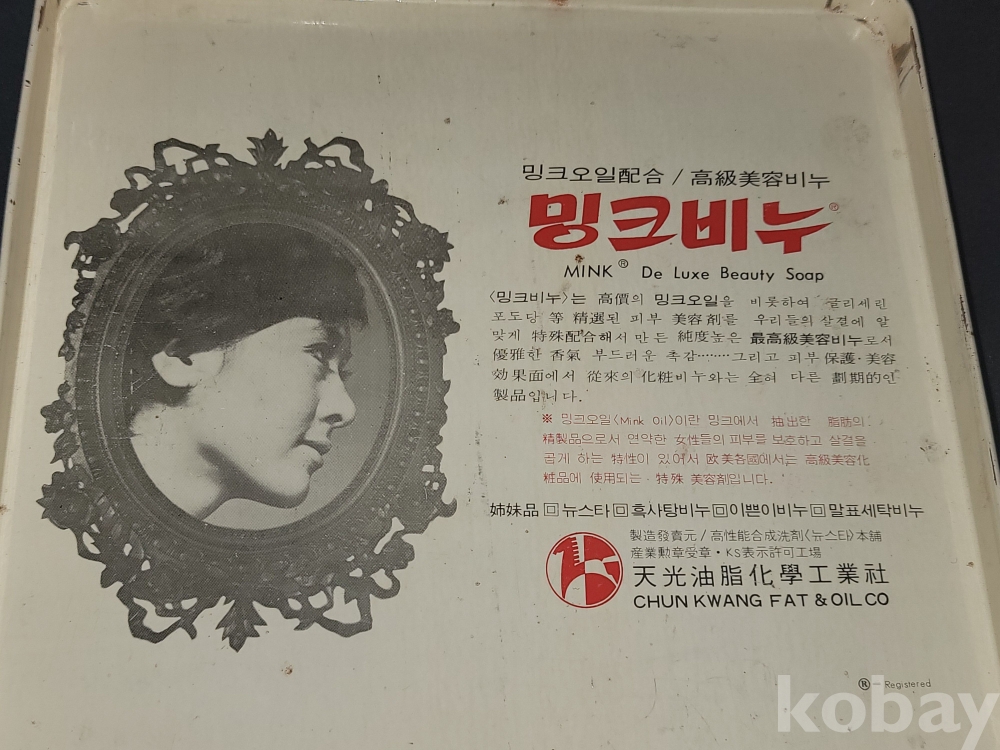 밍크오일配合 / 高級美容비누
밍크비누®
MINK® De Luxe Beauty Soap
〈밍크비누〉는 高價의 밍크오일을 비롯하여 글리세린
포도당 等 精選된 피부 美容剤를 우리들의 살결에 알
맞게 特殊配合해서 만든 純度높은 最高級美容비누로서
優雅한 香氣 부드러운 촉감……그리고 피부保護·美容
効果面에서 從來의 化粧비누와는 全혀 다른 劃期的인
製品입니다.
※ 밍크오일〈Mink Oil〉이란 밍크에서 抽出한 脂肪의
精製品으로서 연약한 女性들의 피부를 보호하고 살결을
곱게 하는 特性이 있어서 欧美各國에서는 高級美容化
粧品에 使用되는 特殊 美容剤입니다.
姉妹品 回 뉴스타 回 흑사탕비누 回 이쁜이비누 回 말표세탁비누
製造發賣元 / 高性能合成洗剤〈뉴스타〉本舗
産業勳章受章·KS表示許可工場
天光油脂化學工業社
CHUN KWANG FAT & OIL CO
® — Registered
kobay